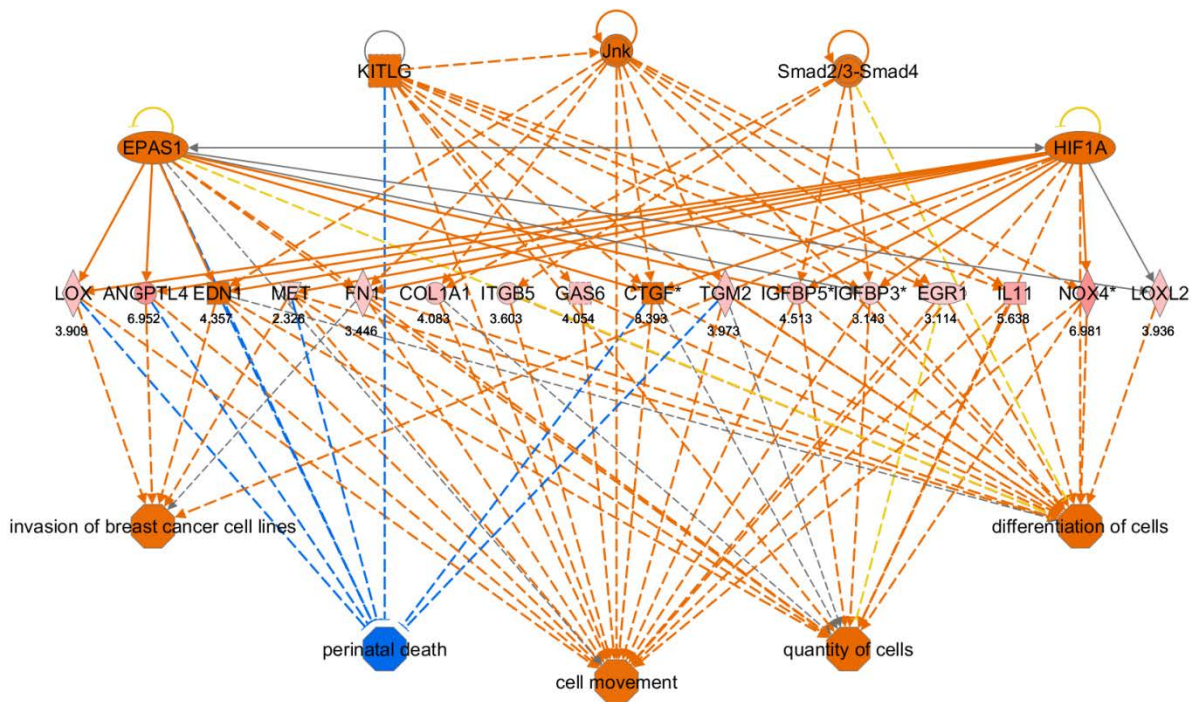 KITLG
Jnk
Smad2/3-Smad4
EPAS1
HIF1A
LOX ANGPTL4 EDN1 MET FN1 COL1A1 ITGB5 GAS6 CTGF* TGM2 IGFBP5* IGFBP3* EGR1 IL11 NOX4* LOXL2
3.909 6.952 4.357 2.326 3.446 4.083 3.603 4.054 8.393 3.973 4.513 3.143 3.114 5.638 6.981 3.936
invasion of breast cancer cell lines
differentiation of cells
perinatal death
quantity of cells
cell movement